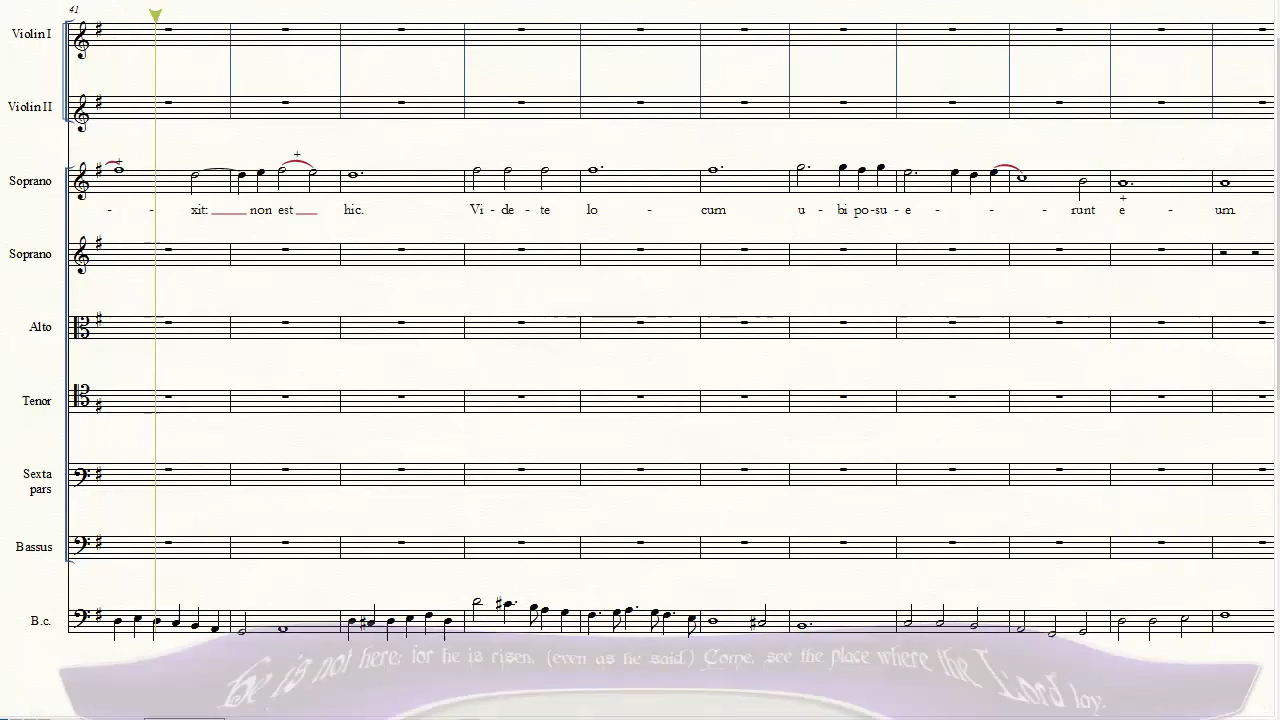 41
Violin I
Violin II
Soprano
- - xit: non est hic. Vi - de - te lo - cum u - bi po-su - e - - - runt e - um
Soprano
Alto
Tenor
Sexta
pars
Bassus
B.c.
He is not here: for he is risen, (even as he said.) Come, see the place where the Lord lay.